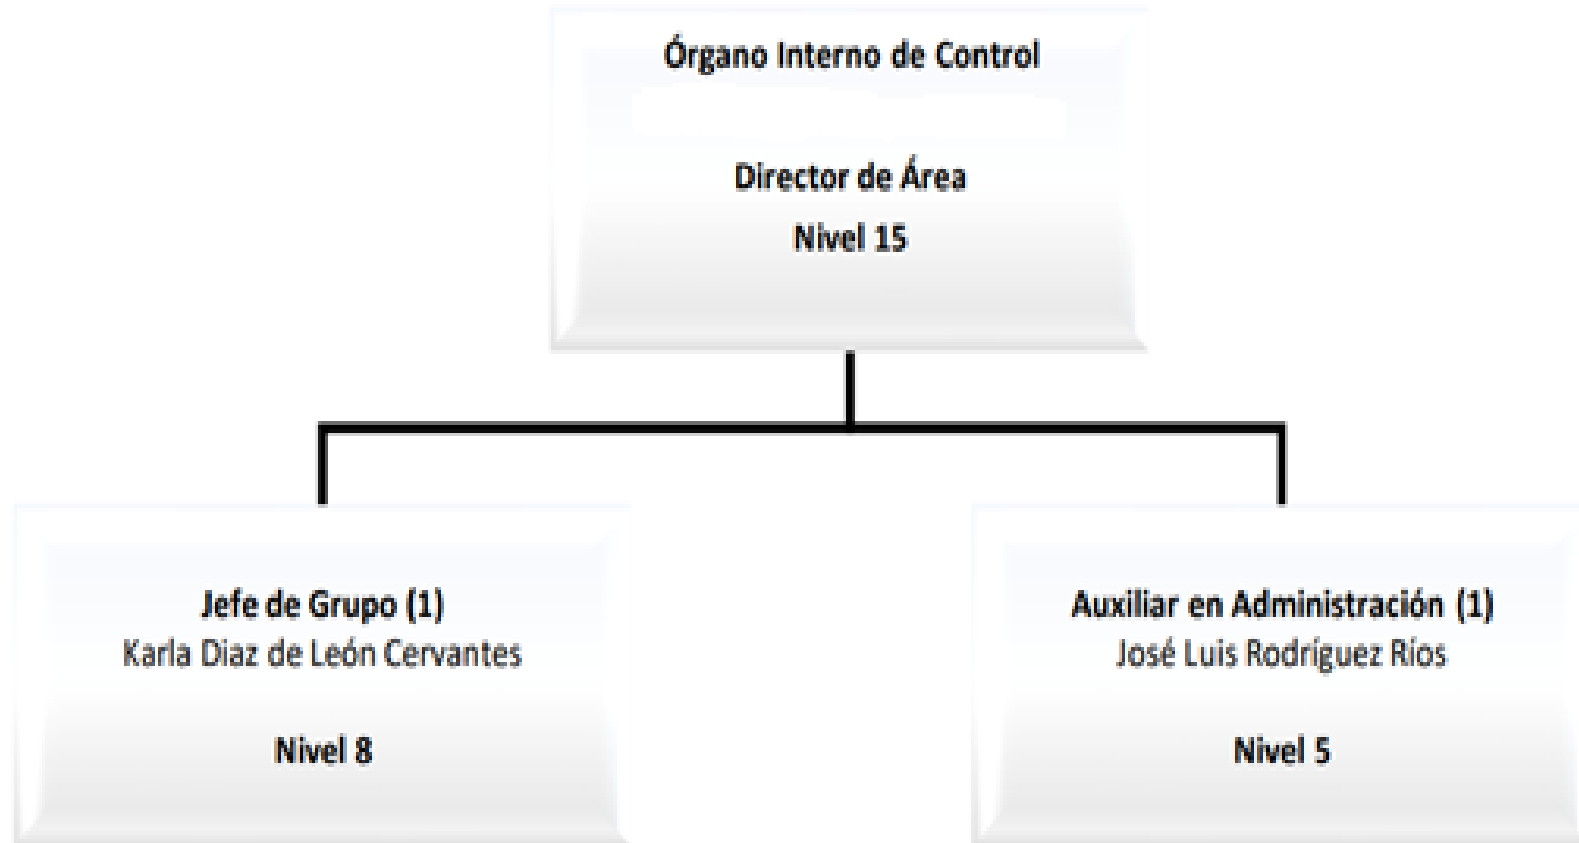 Órgano Interno de Control
Director de Área
Nivel 15
Jefe de Grupo (1)
Karla Diaz de León Cervantes
Nivel 8
Auxiliar en Administración (1)
José Luis Rodríguez Ríos
Nivel 5